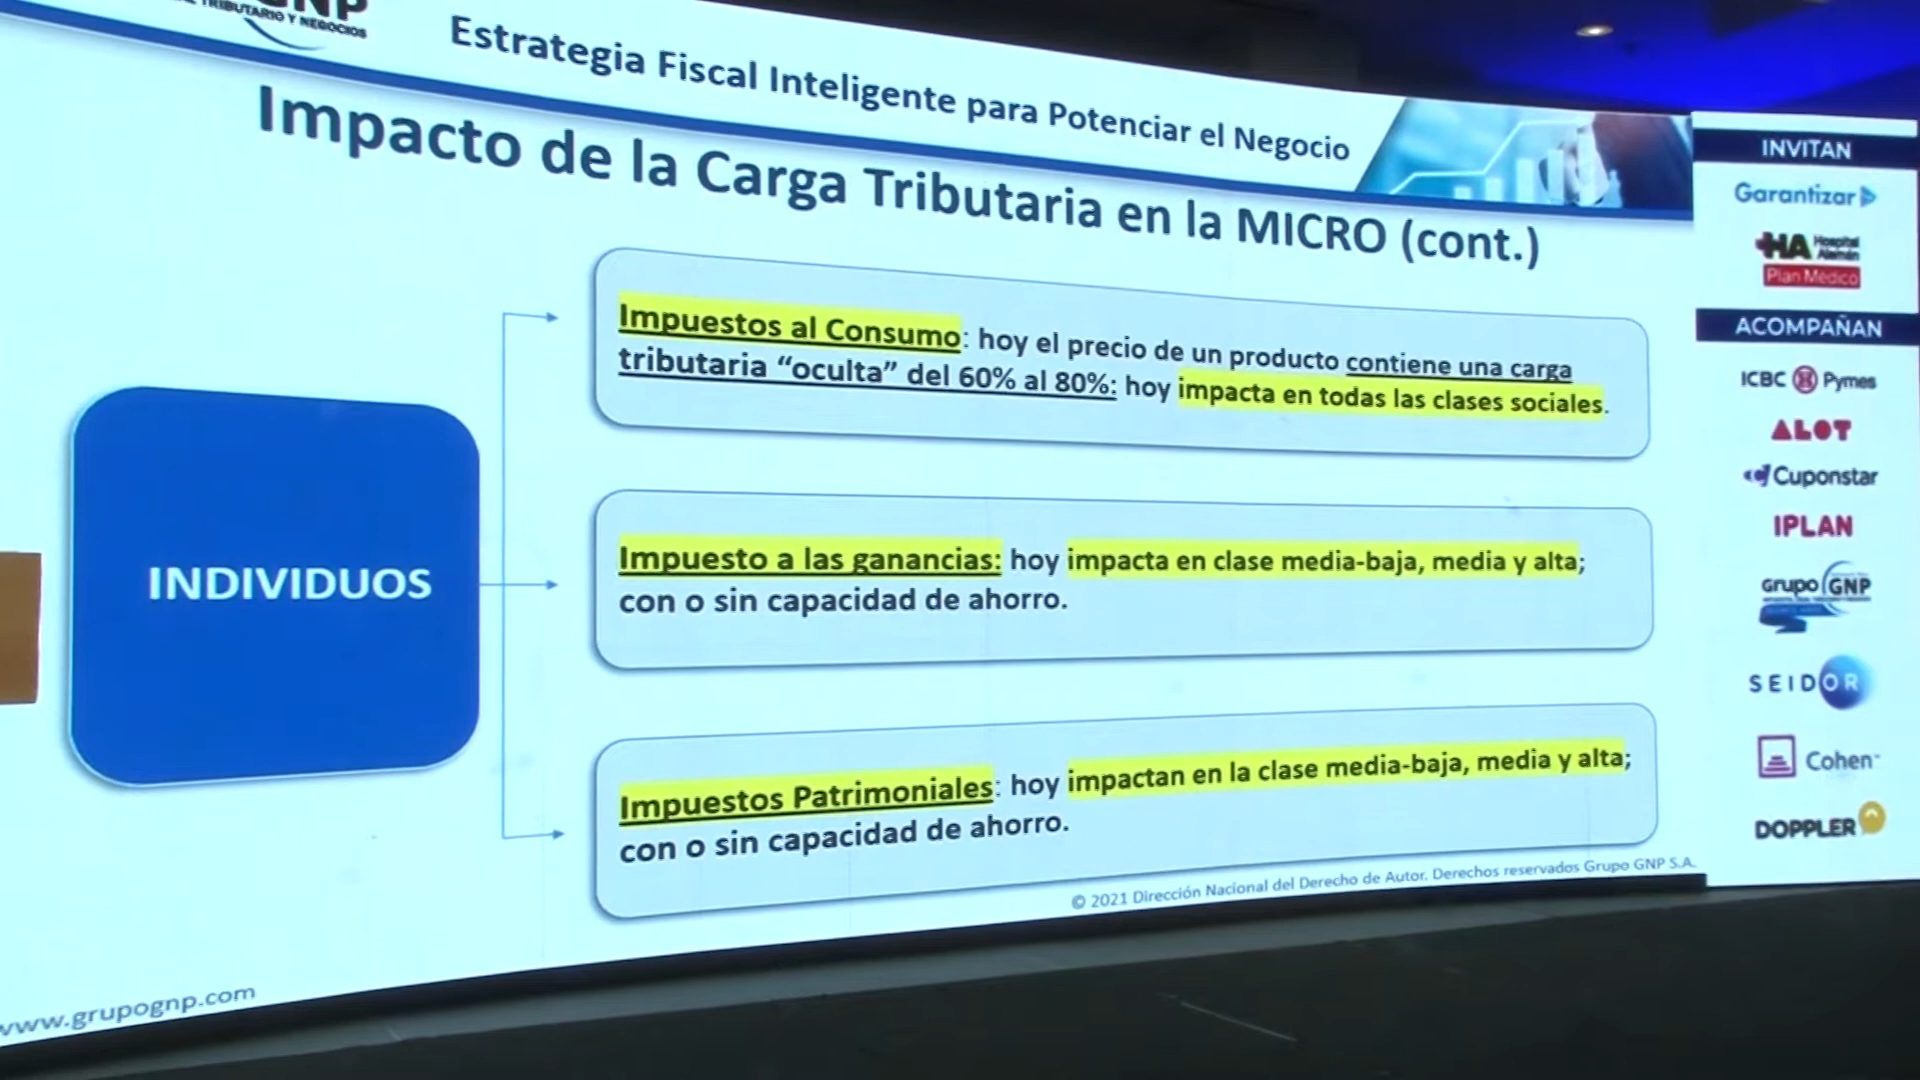 GNP
TRIBUTARIO Y NEGOCIOS
Estrategia Fiscal Inteligente para Potenciar el Negocio
Impacto de la Carga Tributaria en la MICRO (cont.)
INDIVIDUOS
Impuestos al Consumo: hoy el precio de un producto contiene una carga
tributaria “oculta” del 60% al 80%: hoy impacta en todas las clases sociales.
Impuesto a las ganancias: hoy impacta en clase media-baja, media y alta;
con o sin capacidad de ahorro.
Impuestos Patrimoniales: hoy impactan en la clase media-baja, media y alta;
con o sin capacidad de ahorro.
© 2021 Dirección Nacional del Derecho de Autor. Derechos reservados Grupo GNP S.A.
www.grupognp.com
INVITAN
Garantizar
HA Hospital
Alemán
Plan Médico
ACOMPAÑAN
ICBC Pymes
ALOT
Cuponstar
IPLAN
grupo GNP
SEIDOR
Cohen
DOPPLER